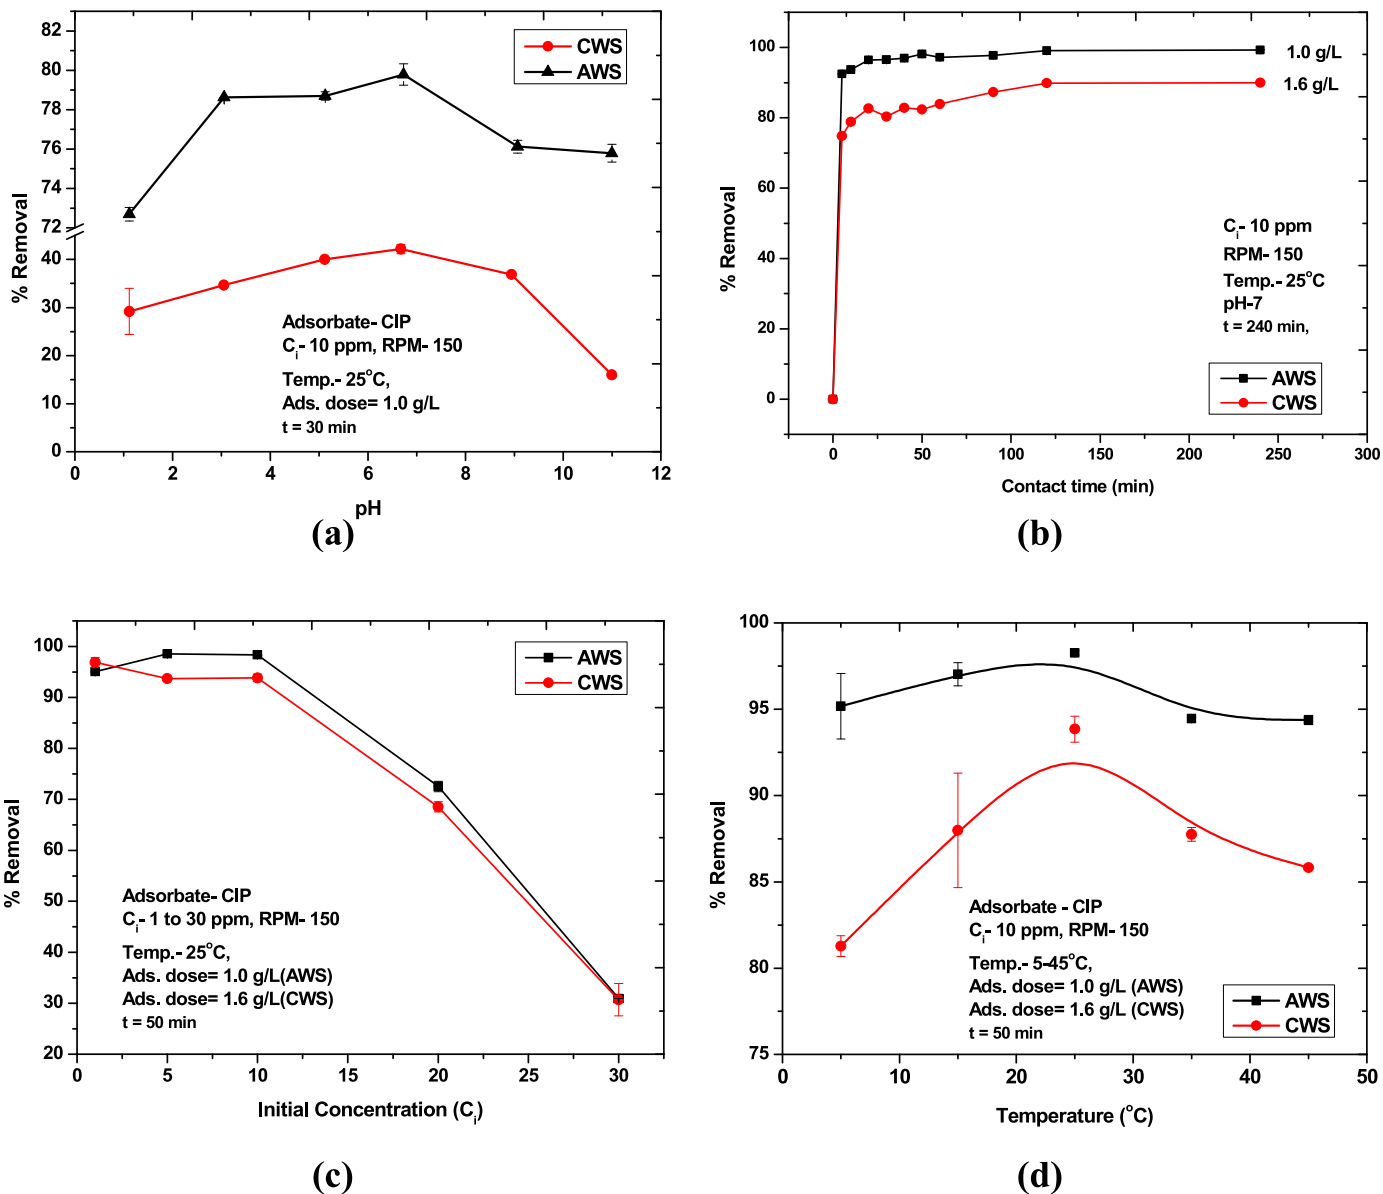 CWS
AWS
% Removal
80
78
76
74
72
40
30
20
10
0
Adsorbate- CIP
Ci- 10 ppm, RPM- 150
Temp.- 25°C,
Ads. dose= 1.0 g/L
t = 30 min
0 2 4 6 8 10 12
pH
(a)
% Removal
100
80
60
40
20
0
1.0 g/L
1.6 g/L
Ci- 10 ppm
RPM- 150
Temp.- 25°C
pH-7
t = 240 min,
AWS
CWS
0 50 100 150 200 250 300
Contact time (min)
(b)
% Removal
100
90
80
70
60
50
40
30
20
AWS
CWS
Adsorbate- CIP
Ci- 1 to 30 ppm, RPM- 150
Temp.- 25°C,
Ads. dose= 1.0 g/L(AWS)
Ads. dose= 1.6 g/L(CWS)
t = 50 min
0 5 10 15 20 25 30
Initial Concentration (Ci)
(c)
% Removal
100
95
90
85
80
75
Adsorbate - CIP
Ci- 10 ppm, RPM- 150
Temp.- 5-45°C,
Ads. dose= 1.0 g/L (AWS)
Ads. dose= 1.6 g/L (CWS)
t = 50 min
AWS
CWS
0 10 20 30 40 50
Temperature (°C)
(d)